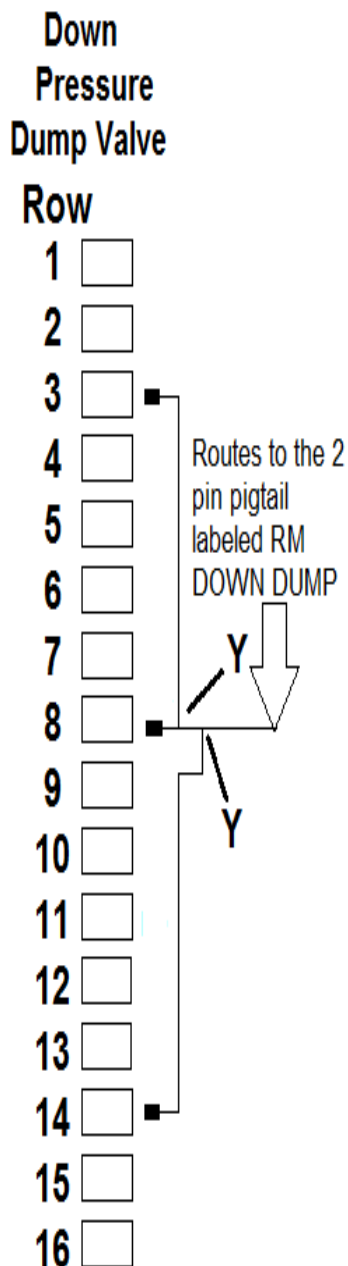 Down
Pressure
Dump Valve
Row
1
2
3
4
5
6
7
8
9
10
11
12
13
14
15
16
Routes to the 2
pin pigtail
labeled RM
DOWN DUMP
Y
Y